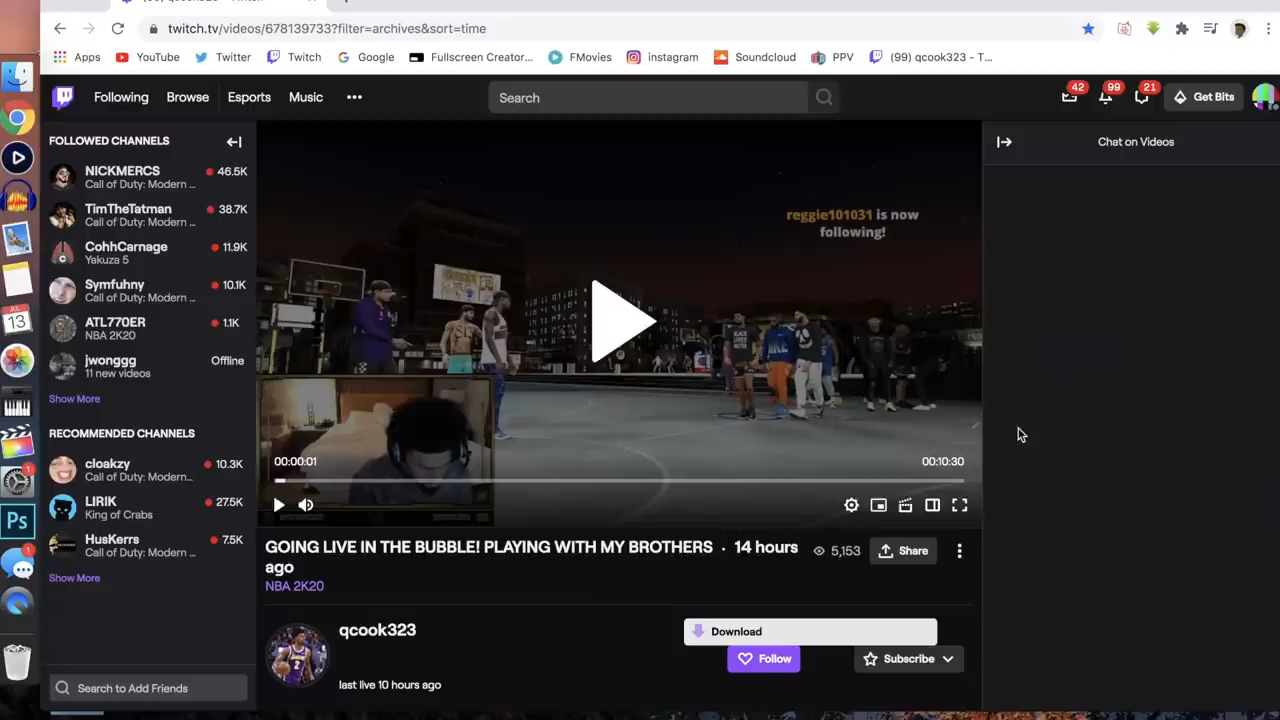 twitch.tv/videos/678139733?filter=archives&sort=time
Apps YouTube Twitter Twitch Google Fullscreen Creator... FMovies instagram Soundcloud PPV (99) qcook323 - T...
Following Browse Esports Music Search 42 99 21 Get Bits
FOLLOWED CHANNELS
NICKMERCS 46.5K
Call of Duty: Modern ...
TimTheTatman 38.7K
Call of Duty: Modern ...
CohhCarnage 11.9K
Yakuza 5
Symfuhny 10.1K
Call of Duty: Modern ...
ATL770ER 1.1K
NBA 2K20
jwonggg Offline
11 new videos
Show More
RECOMMENDED CHANNELS
cloakzy 10.3K
Call of Duty: Modern...
LIRIK 27.5K
King of Crabs
HusKerrs 7.5K
Call of Duty: Modern ...
Show More
Search to Add Friends
reggie101031 is now
following!
00:00:01 00:10:30
GOING LIVE IN THE BUBBLE! PLAYING WITH MY BROTHERS · 14 hours
ago
NBA 2K20
5,153 Share
qcook323
Download
Follow Subscribe
last live 10 hours ago
Chat on Videos
JUL
13
1
Ps
1